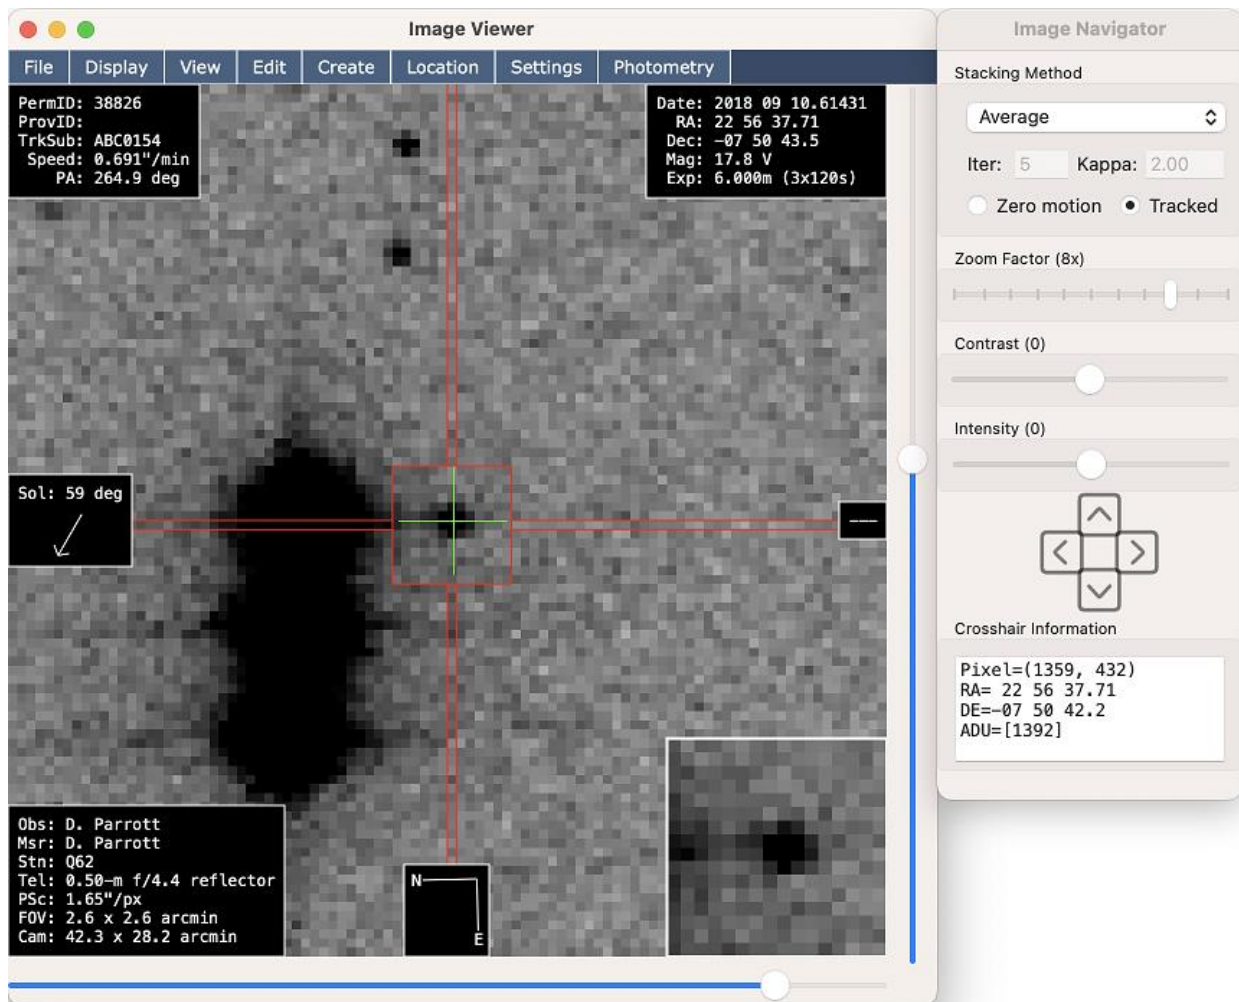 Image Viewer
File Display View Edit Create Location Settings Photometry
PermID: 38826
ProvID:
TrkSub: ABC0154
Speed: 0.691"/min
PA: 264.9 deg
Date: 2018 09 10.61431
RA: 22 56 37.71
Dec: -07 50 43.5
Mag: 17.8 V
Exp: 6.000m (3x120s)
Sol: 59 deg
---
Obs: D. Parrott
Msr: D. Parrott
Stn: Q62
Tel: 0.50-m f/4.4 reflector
PSc: 1.65"/px
FOV: 2.6 x 2.6 arcmin
Cam: 42.3 x 28.2 arcmin
N
E
Image Navigator
Stacking Method
Average
Iter: 5 Kappa: 2.00
Zero motion Tracked
Zoom Factor (8x)
Contrast (0)
Intensity (0)
Crosshair Information
Pixel=(1359, 432)
RA= 22 56 37.71
DE=-07 50 42.2
ADU=[1392]